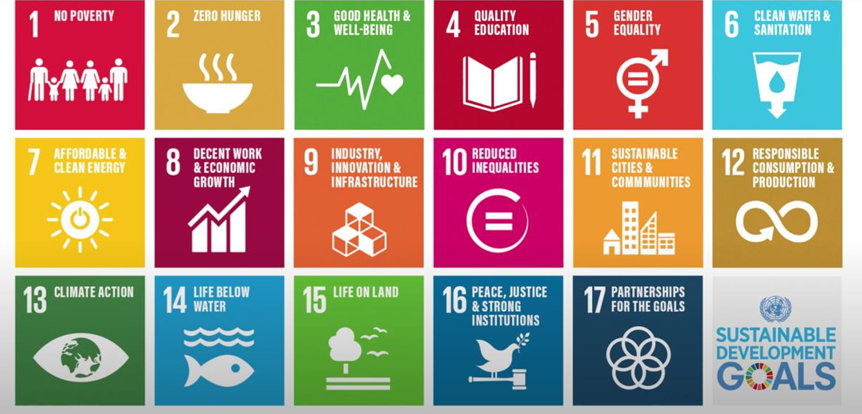 1 NO POVERTY
2 ZERO HUNGER
3 GOOD HEALTH &
WELL-BEING
4 QUALITY
EDUCATION
5 GENDER
EQUALITY
6 CLEAN WATER &
SANITATION
7 AFFORDABLE &
CLEAN ENERGY
8 DECENT WORK
& ECONOMIC
GROWTH
9 INDUSTRY,
INNOVATION &
INFRASTRUCTURE
10 REDUCED
INEQUALITIES
11 SUSTAINABLE
CITIES &
COMMMUNITIES
12 RESPONSIBLE
CONSUMPTION &
PRODUCTION
13 CLIMATE ACTION
14 LIFE BELOW
WATER
15 LIFE ON LAND
16 PEACE, JUSTICE
& STRONG
INSTITUTIONS
17 PARTNERSHIPS
FOR THE GOALS
SUSTAINABLE
DEVELOPMENT
GOALS